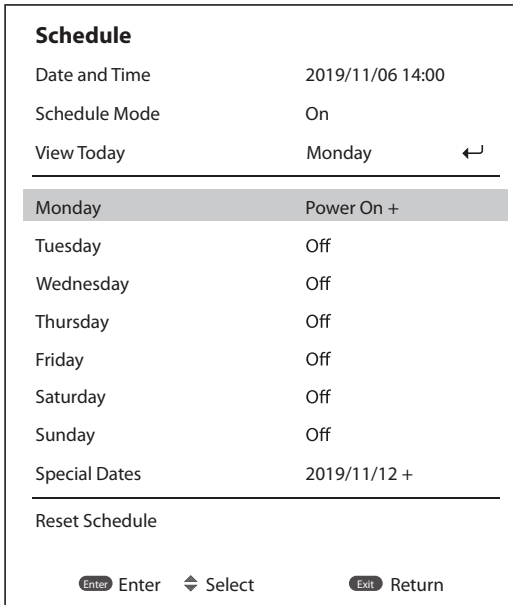 Schedule
Date and Time 2019/11/06 14:00
Schedule Mode On
View Today Monday
Monday Power On +
Tuesday Off
Wednesday Off
Thursday Off
Friday Off
Saturday Off
Sunday Off
Special Dates 2019/11/12 +
Reset Schedule
Enter Enter Select Exit Return